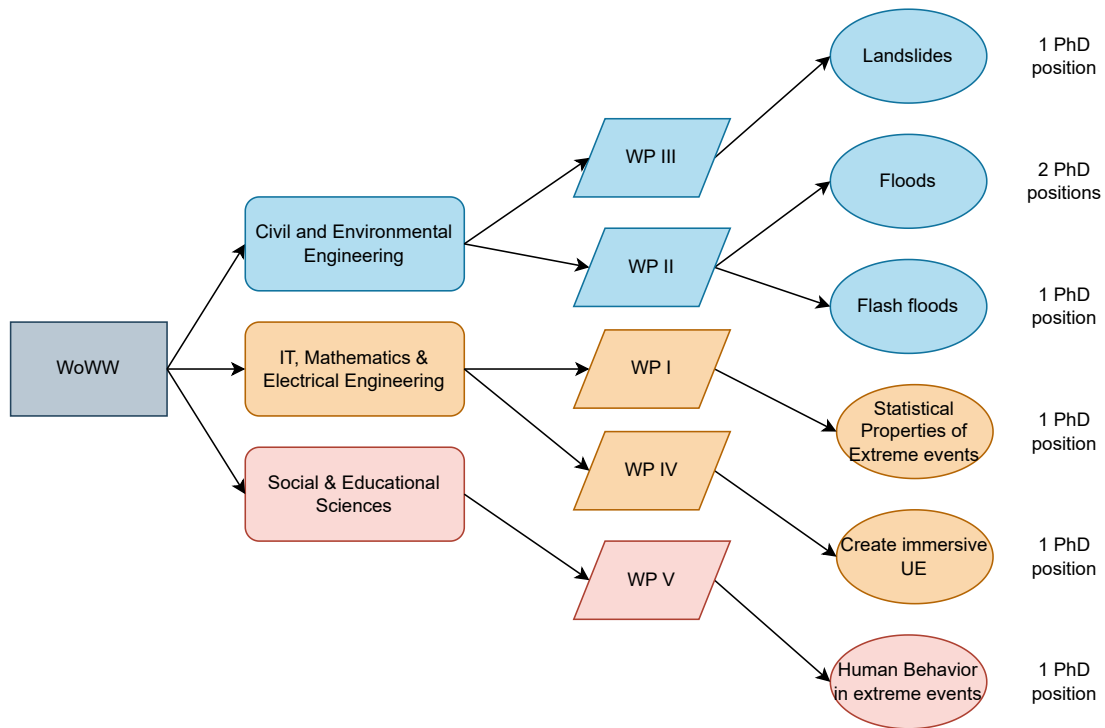 WoWW
Civil and Environmental
Engineering
IT, Mathematics &
Electrical Engineering
Social & Educational
Sciences
WP III
WP II
WP I
WP IV
WP V
Landslides
1 PhD
position
Floods
2 PhD
positions
Flash floods
1 PhD
position
Statistical
Properties of
Extreme events
1 PhD
position
Create immersive
UE
1 PhD
position
Human Behavior
in extreme events
1 PhD
position